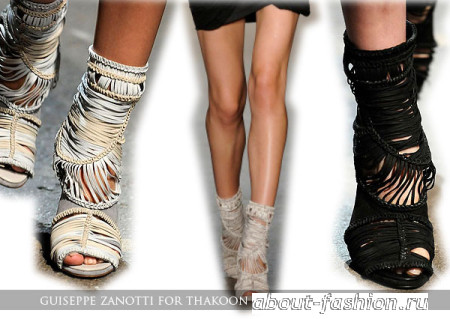 GUISEPPE ZANOTTI FOR THAKOON
about-fashion.ru